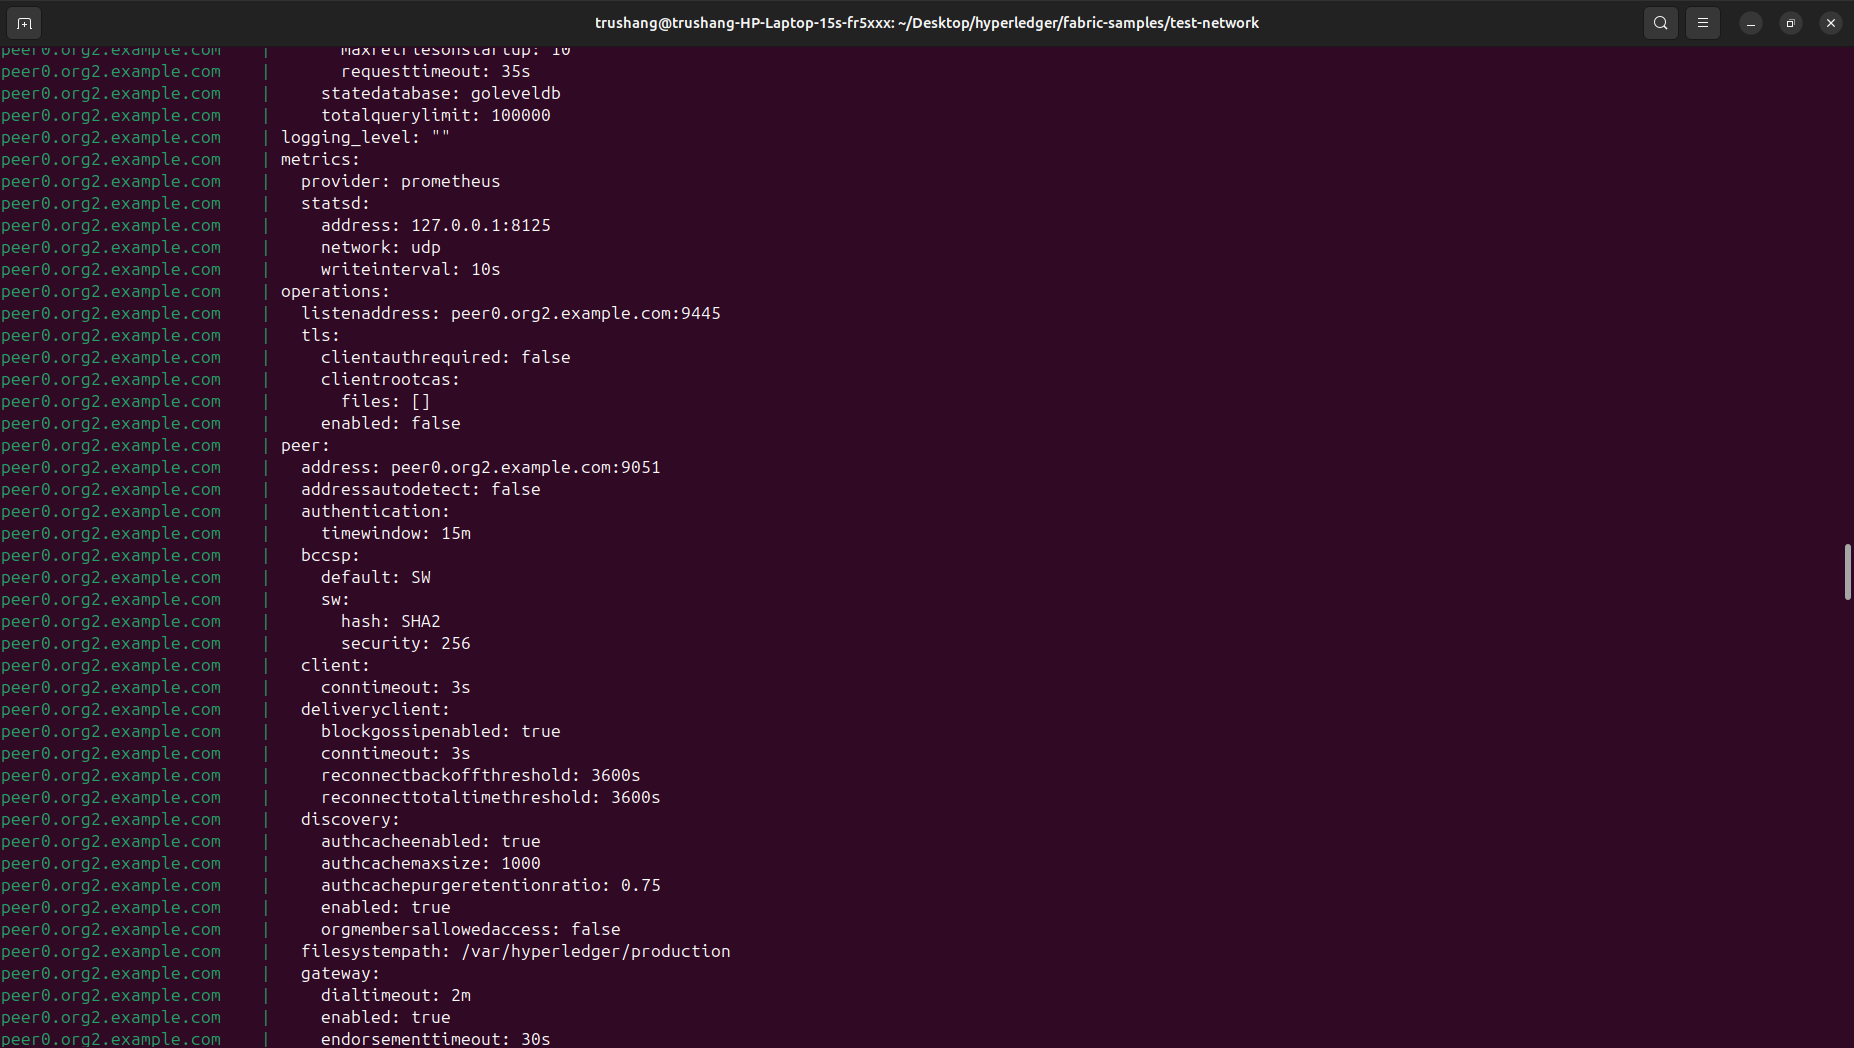 trushang@trushang-HP-Laptop-15s-fr5xxx: ~/Desktop/hyperledger/fabric-samples/test-network
peer0.org2.example.com    |       maxretriesonstartup: 10
peer0.org2.example.com    |       requesttimeout: 35s
peer0.org2.example.com    |     statedatabase: goleveldb
peer0.org2.example.com    |     totalquerylimit: 100000
peer0.org2.example.com    | logging_level: ""
peer0.org2.example.com    | metrics:
peer0.org2.example.com    |   provider: prometheus
peer0.org2.example.com    |   statsd:
peer0.org2.example.com    |     address: 127.0.0.1:8125
peer0.org2.example.com    |     network: udp
peer0.org2.example.com    |     writeinterval: 10s
peer0.org2.example.com    | operations:
peer0.org2.example.com    |   listenaddress: peer0.org2.example.com:9445
peer0.org2.example.com    |   tls:
peer0.org2.example.com    |     clientauthrequired: false
peer0.org2.example.com    |     clientrootcas:
peer0.org2.example.com    |       files: []
peer0.org2.example.com    |     enabled: false
peer0.org2.example.com    | peer:
peer0.org2.example.com    |   address: peer0.org2.example.com:9051
peer0.org2.example.com    |   addressautodetect: false
peer0.org2.example.com    |   authentication:
peer0.org2.example.com    |     timewindow: 15m
peer0.org2.example.com    |   bccsp:
peer0.org2.example.com    |     default: SW
peer0.org2.example.com    |     sw:
peer0.org2.example.com    |       hash: SHA2
peer0.org2.example.com    |       security: 256
peer0.org2.example.com    |   client:
peer0.org2.example.com    |     conntimeout: 3s
peer0.org2.example.com    |   deliveryclient:
peer0.org2.example.com    |     blockgossipenabled: true
peer0.org2.example.com    |     conntimeout: 3s
peer0.org2.example.com    |     reconnectbackoffthreshold: 3600s
peer0.org2.example.com    |     reconnecttotaltimethreshold: 3600s
peer0.org2.example.com    |   discovery:
peer0.org2.example.com    |     authcacheenabled: true
peer0.org2.example.com    |     authcachemaxsize: 1000
peer0.org2.example.com    |     authcachepurgeretentionratio: 0.75
peer0.org2.example.com    |     enabled: true
peer0.org2.example.com    |     orgmembersallowedaccess: false
peer0.org2.example.com    |   filesystempath: /var/hyperledger/production
peer0.org2.example.com    |   gateway:
peer0.org2.example.com    |     dialtimeout: 2m
peer0.org2.example.com    |     enabled: true
peer0.org2.example.com    |     endorsementtimeout: 30s